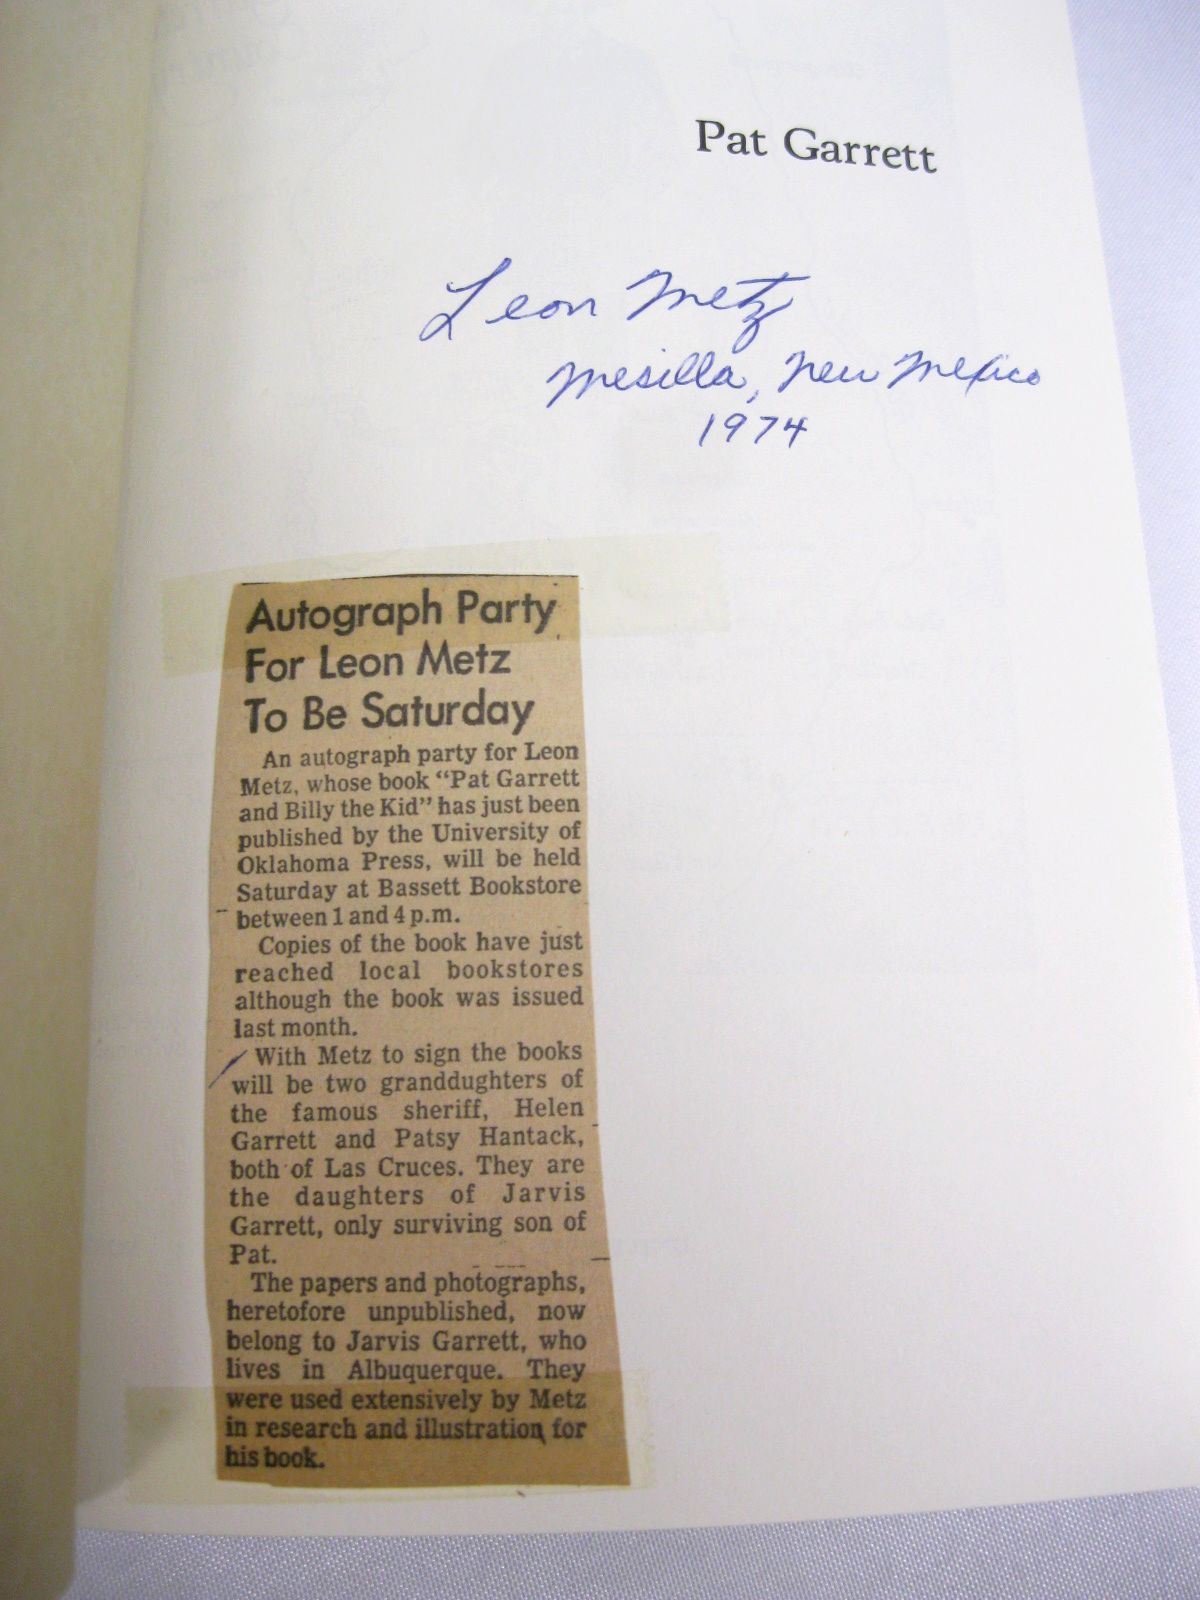 Pat Garrett
Leon Metz
Mesilla, New Mexico
1974
Autograph Party
For Leon Metz
To Be Saturday
An autograph party for Leon
Metz, whose book "Pat Garrett
and Billy the Kid" has just been
published by the University of
Oklahoma Press, will be held
Saturday at Bassett Bookstore
between 1 and 4 p.m.
Copies of the book have just
reached local bookstores
although the book was issued
last month.
With Metz to sign the books
will be two granddughters of
the famous sheriff, Helen
Garrett and Patsy Hantack,
both of Las Cruces. They are
the daughters of Jarvis
Garrett, only surviving son of
Pat.
The papers and photographs,
heretofore unpublished, now
belong to Jarvis Garrett, who
lives in Albuquerque. They
were used extensively by Metz
in research and illustration for
his book.